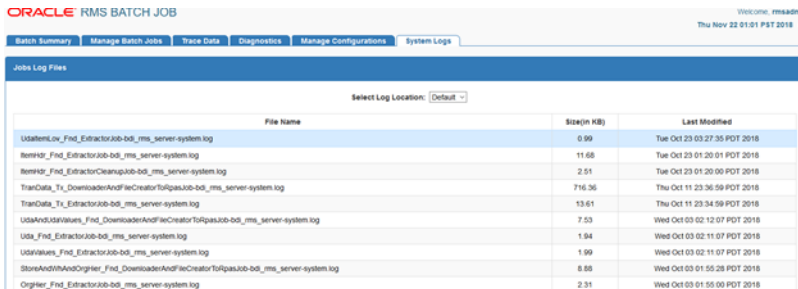 ORACLE RMS BATCH JOB
Welcome, rmsadm
Thu Nov 22 01:01 PST 2018
Batch Summary Manage Batch Jobs Trace Data Diagnostics Manage Configurations System Logs
Jobs Log Files
Select Log Location: Default
File Name Size(in KB) Last Modified
UdaItemLov_Fnd_ExtractorJob-bdi_rms_server-system.log 0.99 Tue Oct 23 03:27:35 PDT 2018
ItemHdr_Fnd_ExtractorJob-bdi_rms_server-system.log 11.68 Tue Oct 23 01:20:01 PDT 2018
ItemHdr_Fnd_ExtractorCleanupJob-bdi_rms_server-system.log 2.51 Tue Oct 23 01:20:00 PDT 2018
TranData_Tx_DownloaderAndFileCreatorToRpasJob-bdi_rms_server-system.log 716.36 Thu Oct 11 23:36:59 PDT 2018
TranData_Tx_ExtractorJob-bdi_rms_server-system.log 13.61 Thu Oct 11 23:34:59 PDT 2018
UdaAndUdaValues_Fnd_DownloaderAndFileCreatorToRpasJob-bdi_rms_server-system.log 7.53 Wed Oct 03 02:12:07 PDT 2018
Uda_Fnd_ExtractorJob-bdi_rms_server-system.log 1.94 Wed Oct 03 02:11:07 PDT 2018
UdaValues_Fnd_ExtractorJob-bdi_rms_server-system.log 1.99 Wed Oct 03 02:11:07 PDT 2018
StoreAndWhAndOrgHier_Fnd_DownloaderAndFileCreatorToRpasJob-bdi_rms_server-system.log 8.88 Wed Oct 03 01:55:28 PDT 2018
OrgHier_Fnd_ExtractorJob-bdi_rms_server-system.log 2.31 Wed Oct 03 01:55:00 PDT 2018